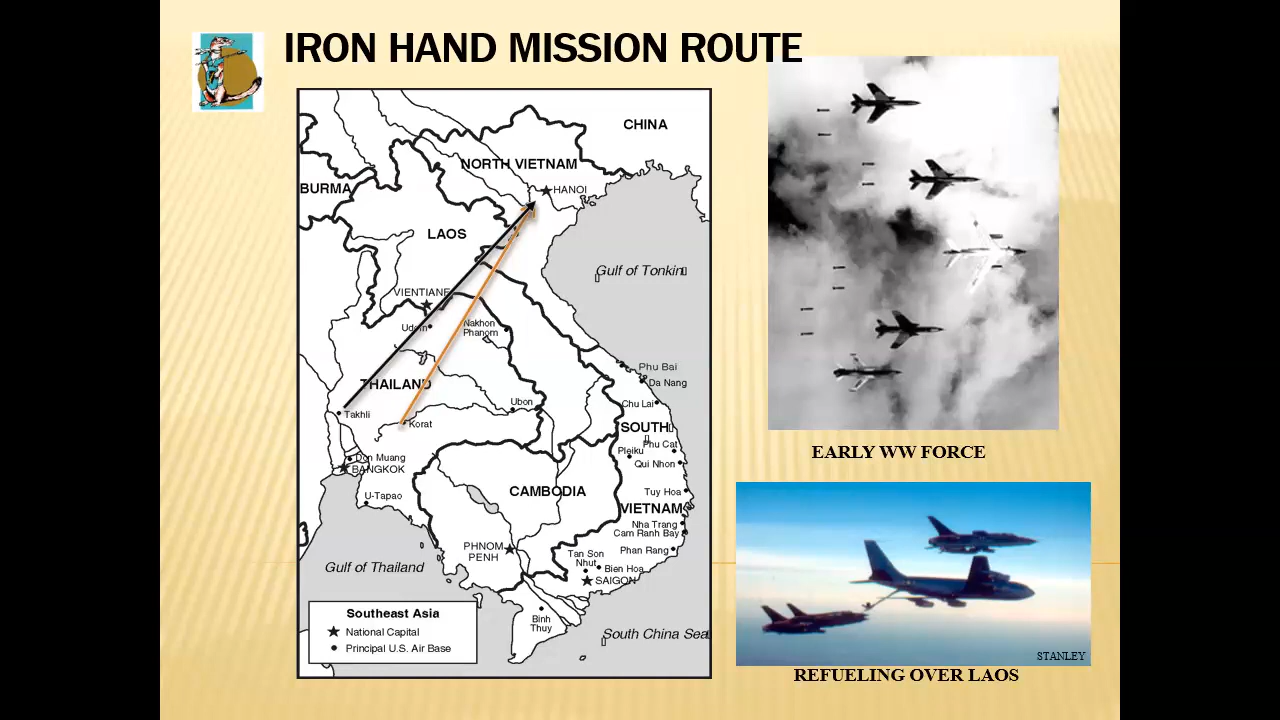 IRON HAND MISSION ROUTE
CHINA
NORTH VIETNAM
BURMA
HANOI
LAOS
Gulf of Tonkin
VIENTIANE
Udorn
Nakhon
Phanom
Phu Bai
THAILAND
Da Nang
Takhli
Ubon
Chu Lai
Korat
SOUTH
Phu Cat
Pleiku
Don Muang
BANGKOK
Qui Nhon
U-Tapao
CAMBODIA
Tuy Hoa
VIETNAM
Nha Trang
Cam Ranh Bay
PHNOM
PENH
Phan Rang
Tan Son
Nhut
Bien Hoa
SAIGON
Gulf of Thailand
Binh
Thuy
South China Sea
Southeast Asia
National Capital
Principal U.S. Air Base
EARLY WW FORCE
STANLEY
REFUELING OVER LAOS